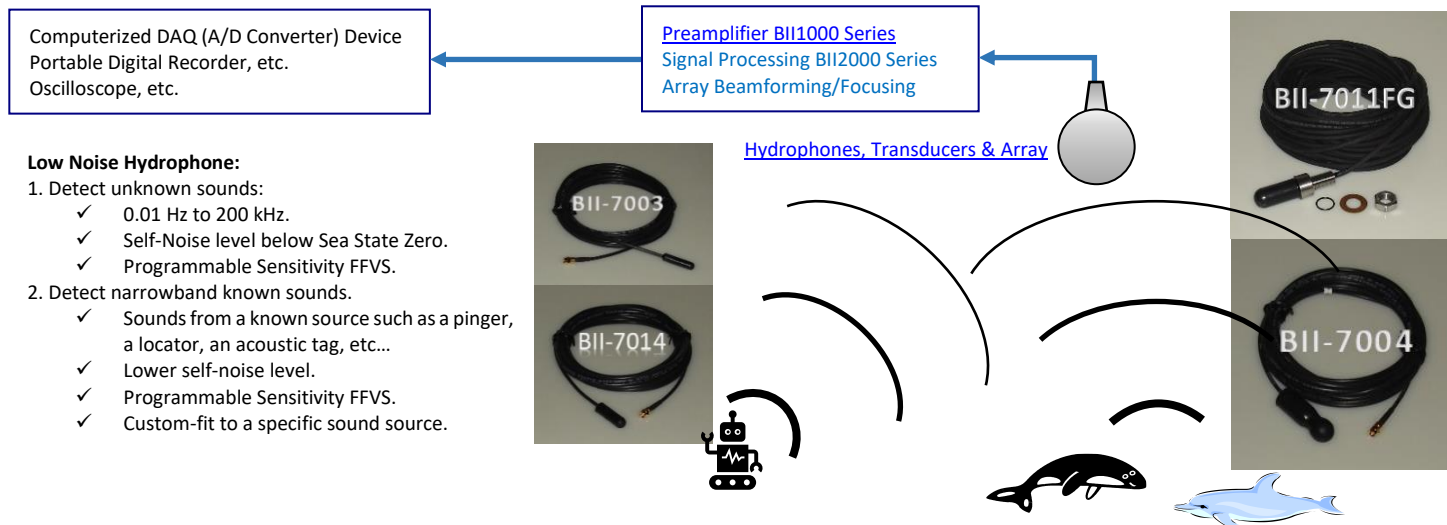 Computerized DAQ (A/D Converter) Device
Portable Digital Recorder, etc.
Oscilloscope, etc.
Preamplifier BII1000 Series
Signal Processing BII2000 Series
Array Beamforming/Focusing
Hydrophones, Transducers & Array
BII-7011FG
Low Noise Hydrophone:
1. Detect unknown sounds:
✓ 0.01 Hz to 200 kHz.
✓ Self-Noise level below Sea State Zero.
✓ Programmable Sensitivity FFVS.
2. Detect narrowband known sounds.
✓ Sounds from a known source such as a pinger,
a locator, an acoustic tag, etc…
✓ Lower self-noise level.
✓ Programmable Sensitivity FFVS.
✓ Custom-fit to a specific sound source.
BII-7003
BII-7014
BII-7004